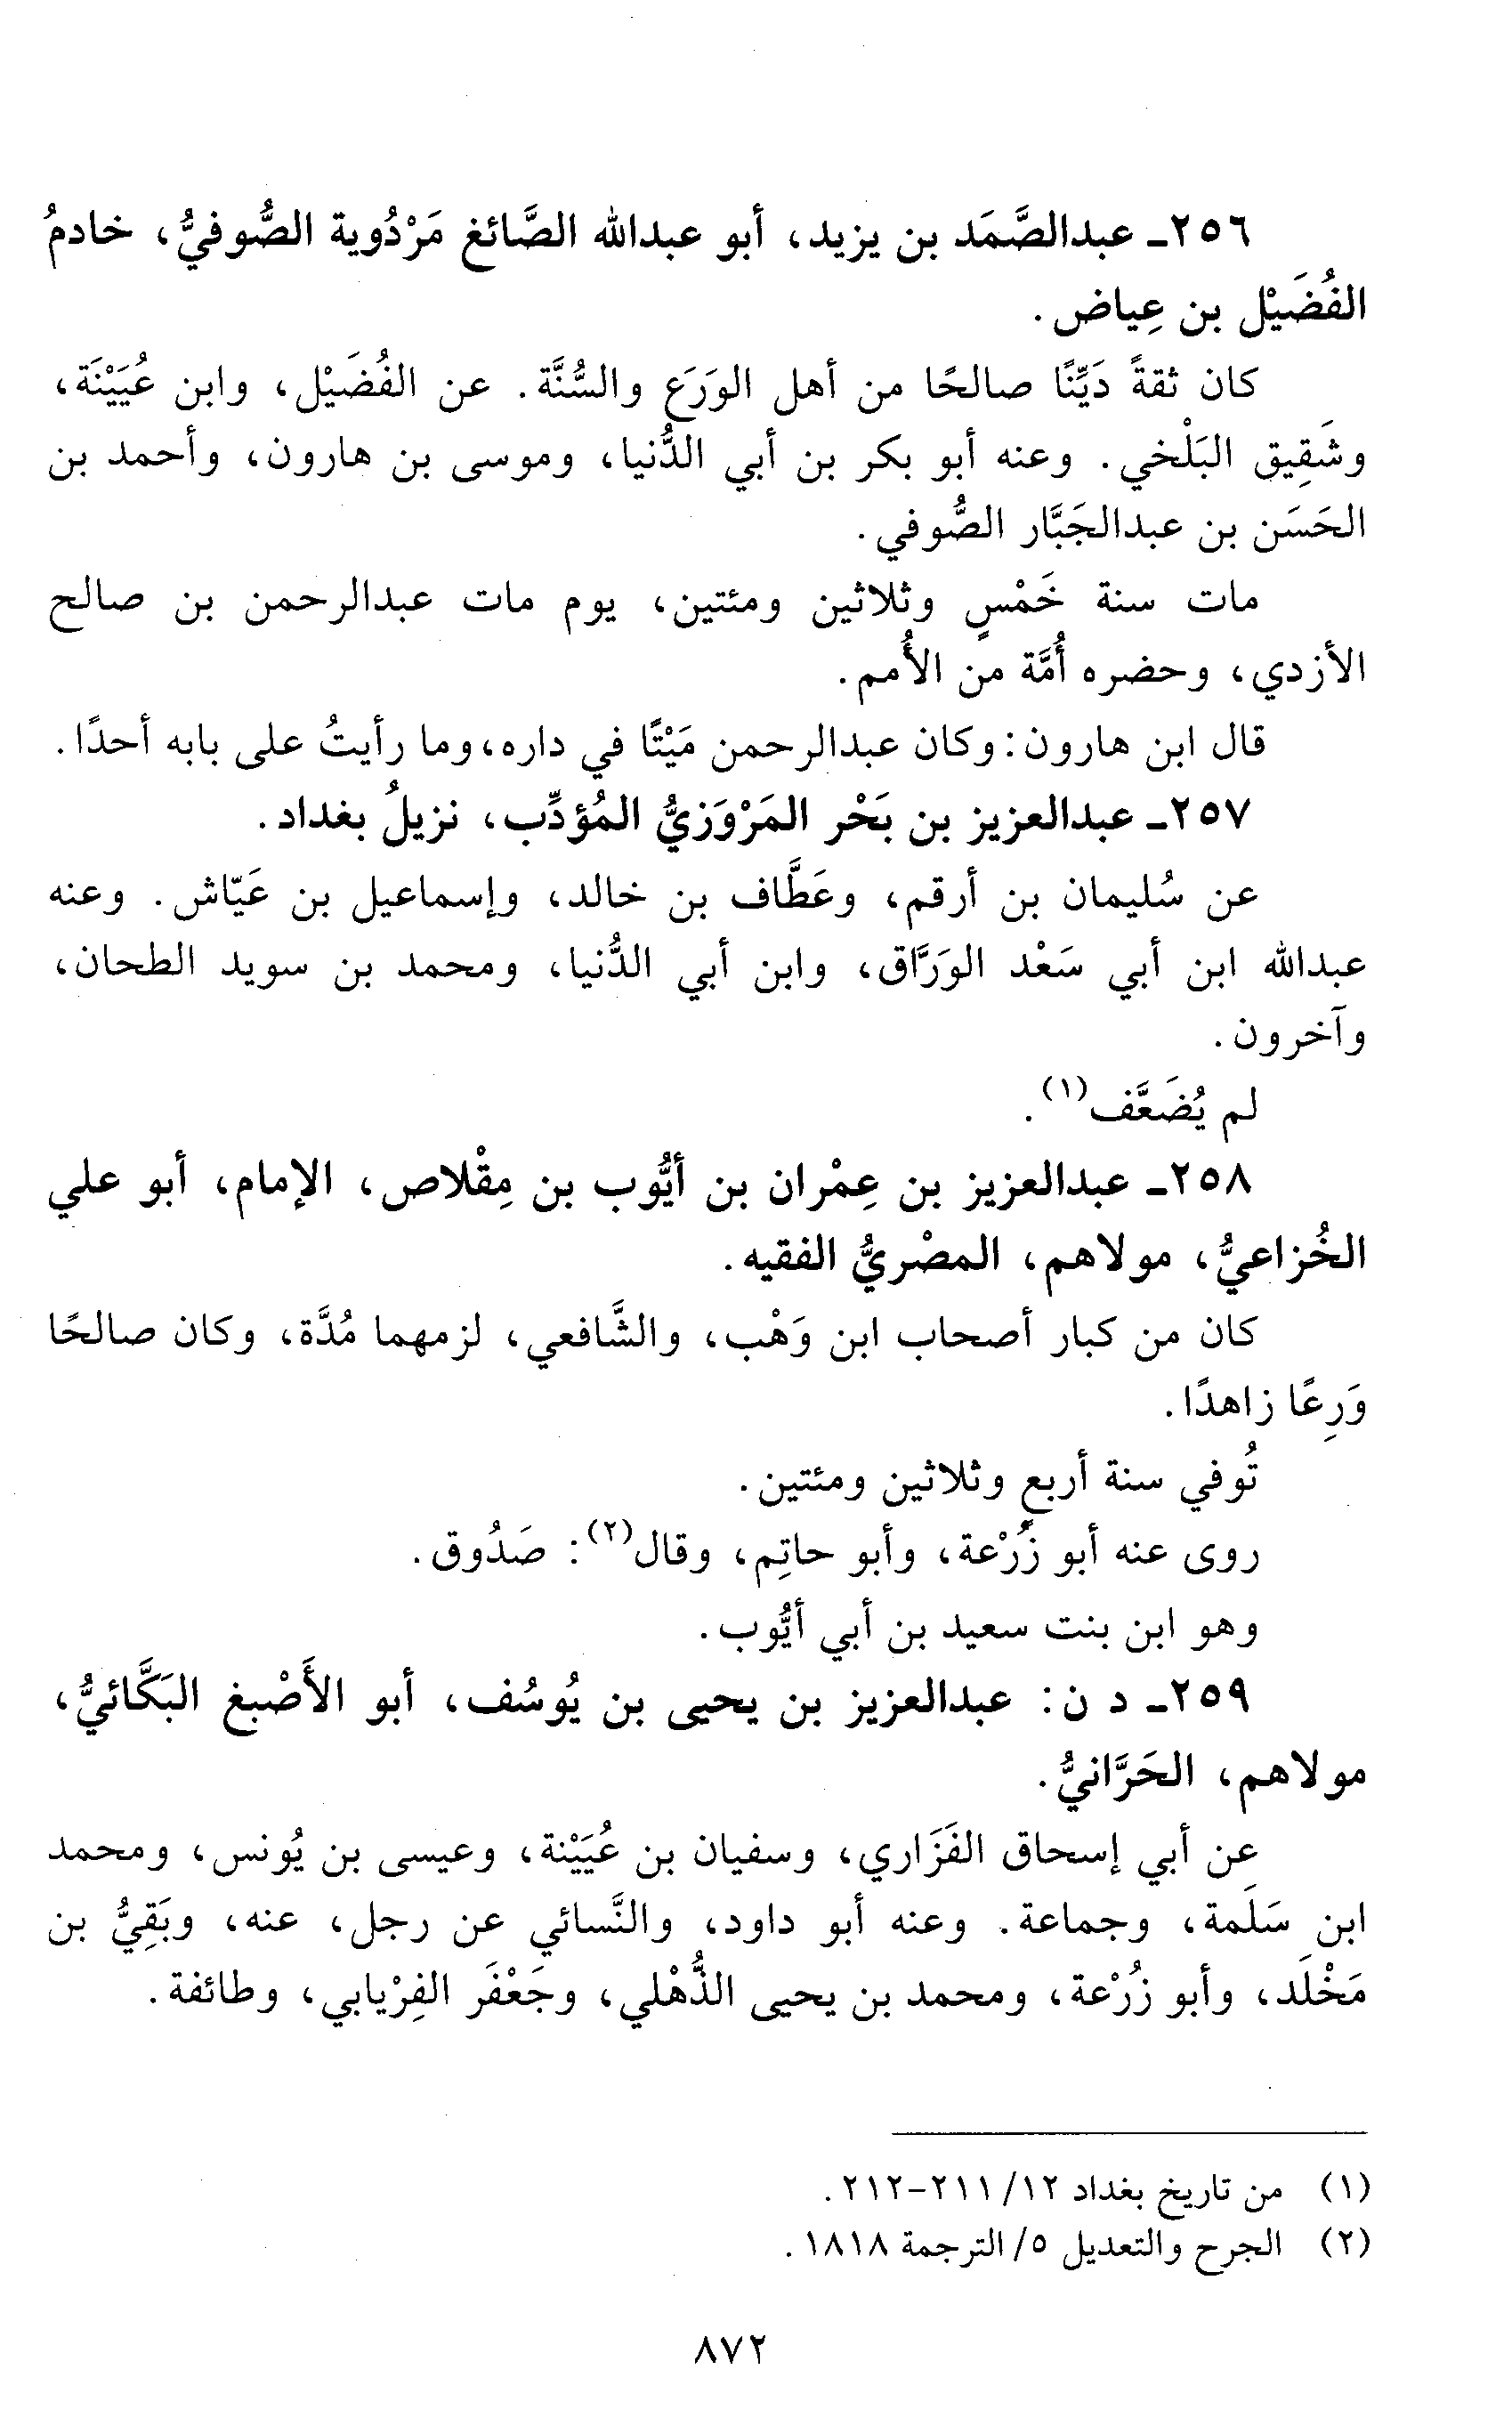 ٢٥٦ـ عبدالصَّمَد بن يزيد، أبو عبدالله الصَّائغ مَرْدُوية الصُّوفيُّ، خادمُ
الفُضَيْل بن عِياض.
كان ثقةً دَيِّنًا صالحًا من أهل الوَرَع والسُّنَّة. عن الفُضَيْل، وابن عُيَيْنَة،
وشَقِيق البَلْخي. وعنه أبو بكر بن أبي الدُّنيا، وموسى بن هارون، وأحمد بن
الحَسَن بن عبدالجَبَّار الصُّوفي.
مات سنة خَمْسٍ وثلاثين ومئتين، يوم مات عبدالرحمن بن صالح
الأزدي، وحضره أُمَّة من الأُمم.
قال ابن هارون: وكان عبدالرحمن مَيْتًا في داره، وما رأيتُ على بابه أحدًا.
٢٥٧ـ عبدالعزيز بن بَحْر المَرْوَزيُّ المُؤدِّب، نزيلُ بغداد.
عن سُليمان بن أرقم، وعَطَّاف بن خالد، وإسماعيل بن عَيّاش. وعنه
عبدالله ابن أبي سَعْد الوَرَّاق، وابن أبي الدُّنيا، ومحمد بن سويد الطحان،
وآخرون.
لم يُضَعَّف(١).
٢٥٨ـ عبدالعزيز بن عِمْران بن أيُّوب بن مِقْلاص، الإمام، أبو علي
الخُزاعيُّ، مولاهم، المصْريُّ الفقيه.
كان من كبار أصحاب ابن وَهْب، والشَّافعي، لزمهما مُدَّة، وكان صالحًا
وَرِعًا زاهدًا.
تُوفي سنة أربعٍ وثلاثين ومئتين.
روى عنه أبو زُرْعة، وأبو حاتِم، وقال(٢): صَدُوق.
وهو ابن بنت سعيد بن أبي أيُّوب.
٢٥٩ـ د ن: عبدالعزيز بن يحيى بن يُوسُف، أبو الأَصْبغ البَكَّائيُّ،
مولاهم، الحَرَّانيُّ.
عن أبي إسحاق الفَزَاري، وسفيان بن عُيَيْنة، وعيسى بن يُونس، ومحمد
ابن سَلَمة، وجماعة. وعنه أبو داود، والنَّسائي عن رجل، عنه، وبَقِيُّ بن
مَخْلَد، وأبو زُرْعة، ومحمد بن يحيى الذُّهْلي، وجَعْفَر الفِرْيابي، وطائفة.
(١) من تاريخ بغداد ١٢/ ٢١١-٢١٢.
(٢) الجرح والتعديل ٥/ الترجمة ١٨١٨.
٨٧٢